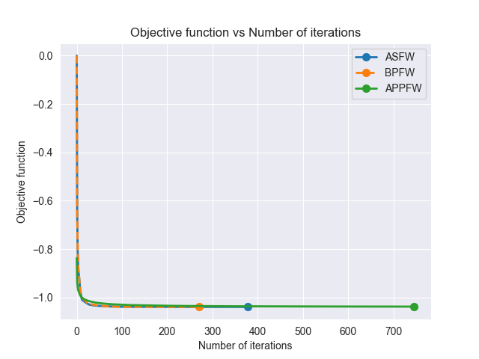 Objective function vs Number of iterations
ASFW
BPFW
APPFW
Objective function
0.0
−0.2
−0.4
−0.6
−0.8
−1.0
0 100 200 300 400 500 600 700
Number of iterations